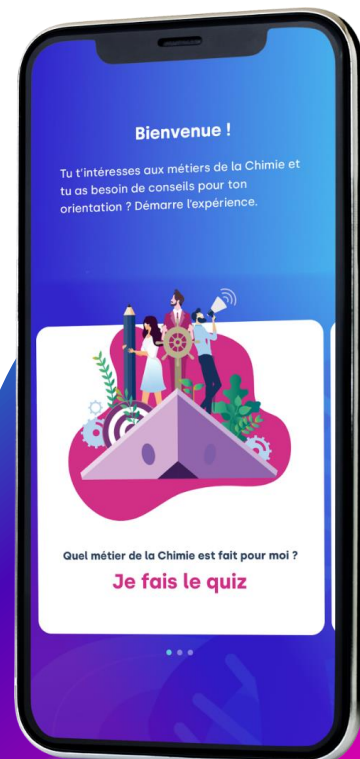 Bienvenue !
Tu t'intéresses aux métiers de la Chimie et
tu as besoin de conseils pour ton
orientation ? Démarre l'expérience.
Quel métier de la Chimie est fait pour moi ?
Je fais le quiz